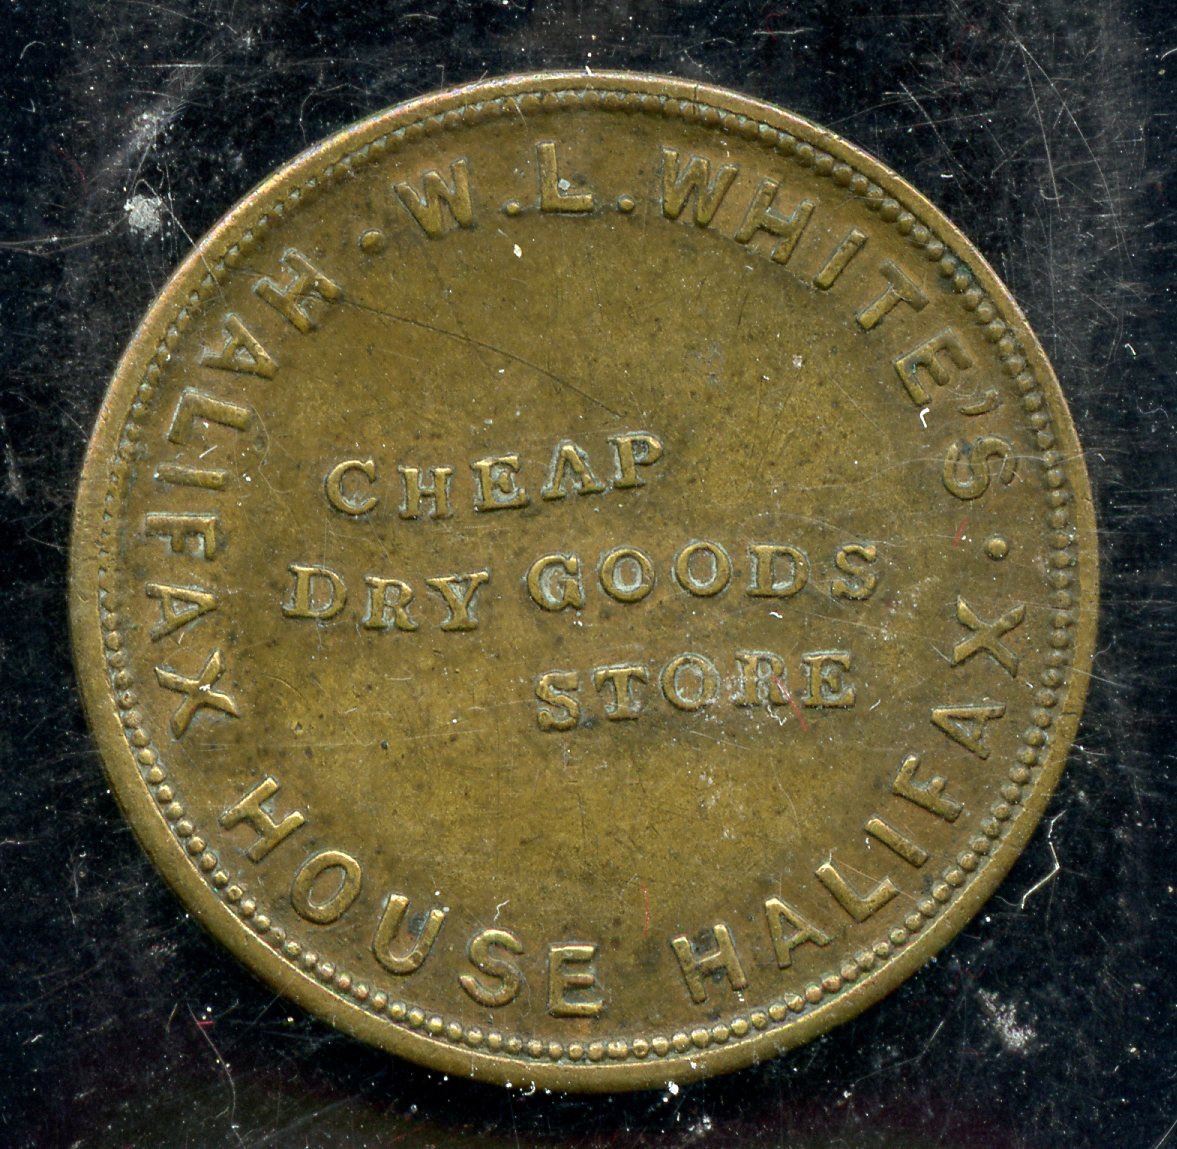 W.L.WHITE'S.
HALIFAX HOUSE HALIFAX.
CHEAP
DRY GOODS
STORE